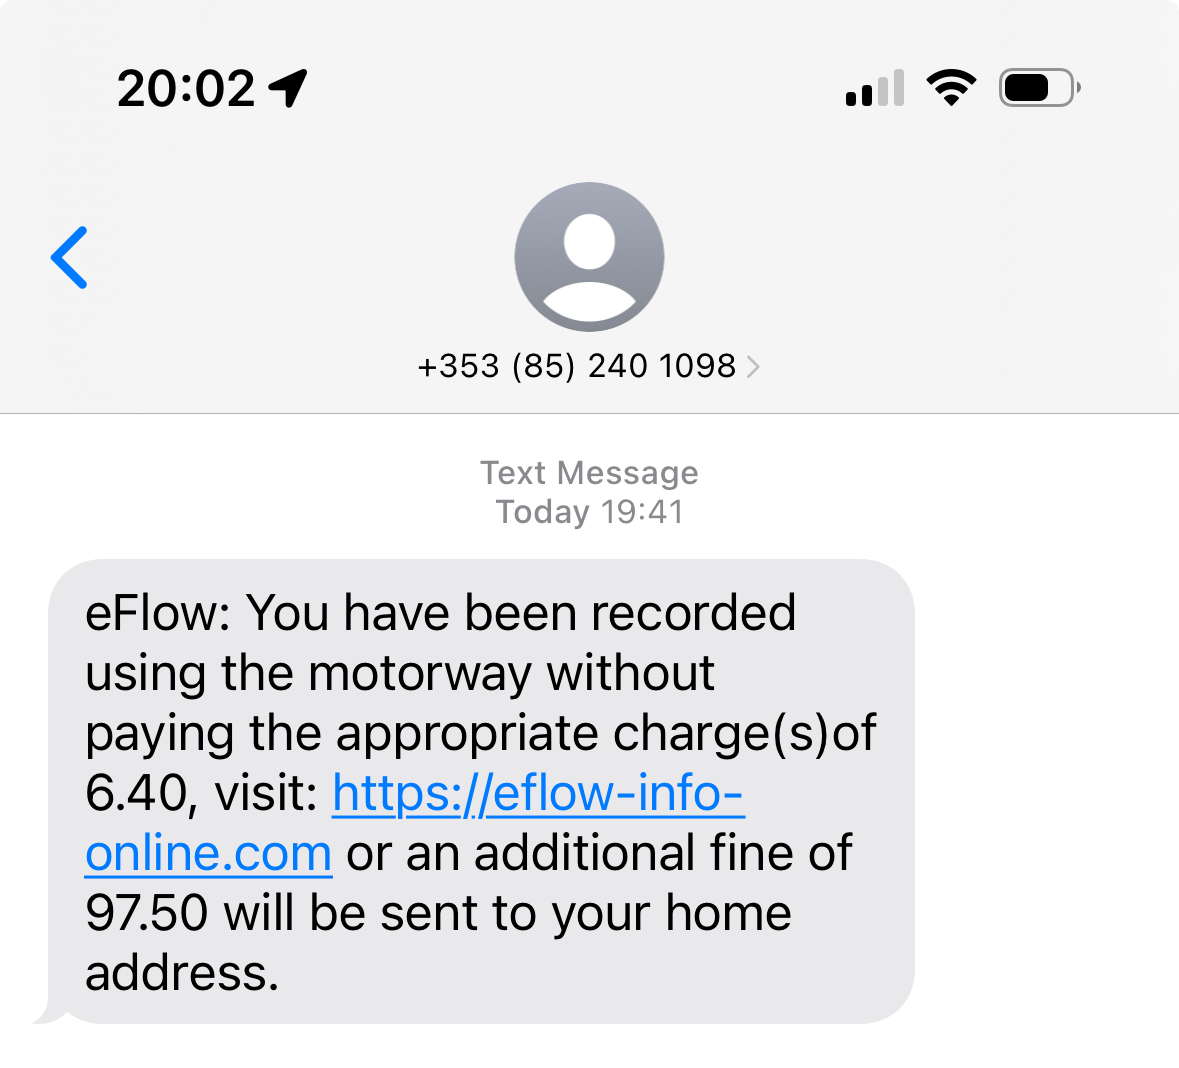 20:02
+353 (85) 240 1098
Text Message
Today 19:41
eFlow: You have been recorded
using the motorway without
paying the appropriate charge(s)of
6.40, visit: https://eflow-info-
online.com or an additional fine of
97.50 will be sent to your home
address.